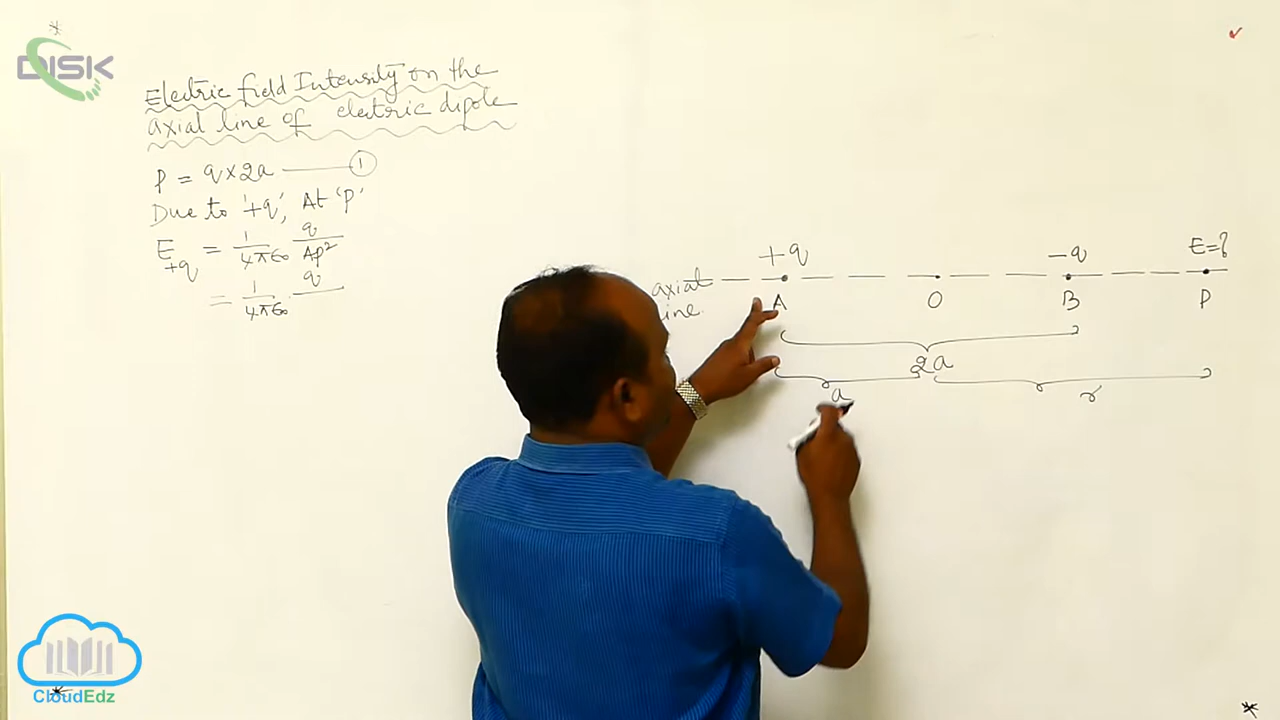 DISK
Electric field Intensity on the
axial line of electric dipole
P = q×2a ——— ①
Due to '+q', At 'P'
E+q = 1/4πε₀ q/AP²
= 1/4πε₀ · q/
+q
-q
E=?
axial
line
A
O
B
P
2a
a
r
CloudEdz